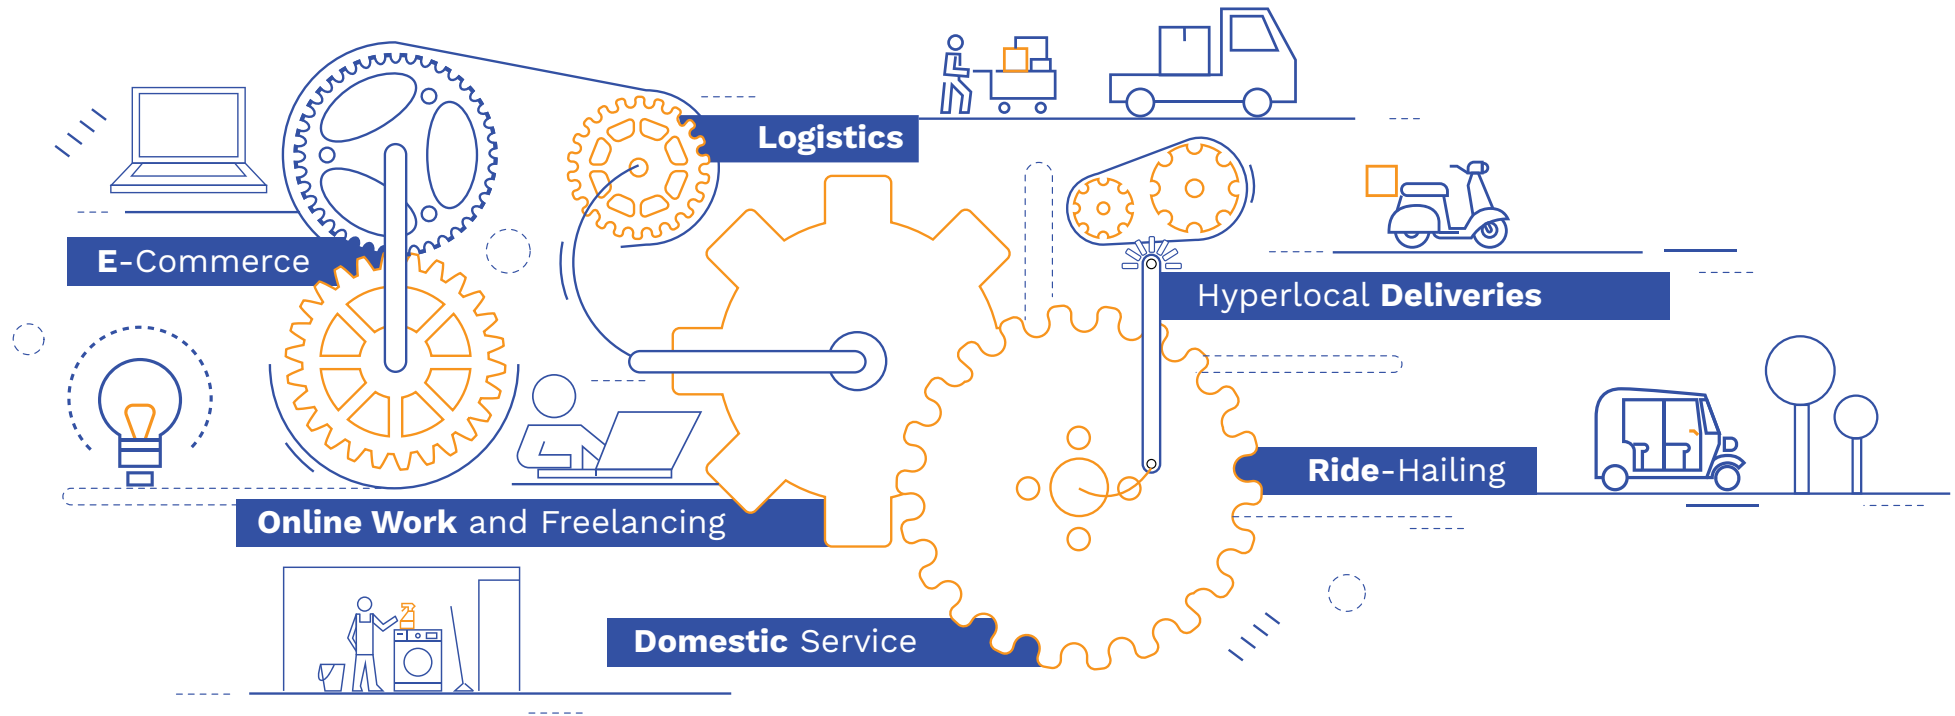 Logistics
E-Commerce
Hyperlocal Deliveries
Ride-Hailing
Online Work and Freelancing
Domestic Service